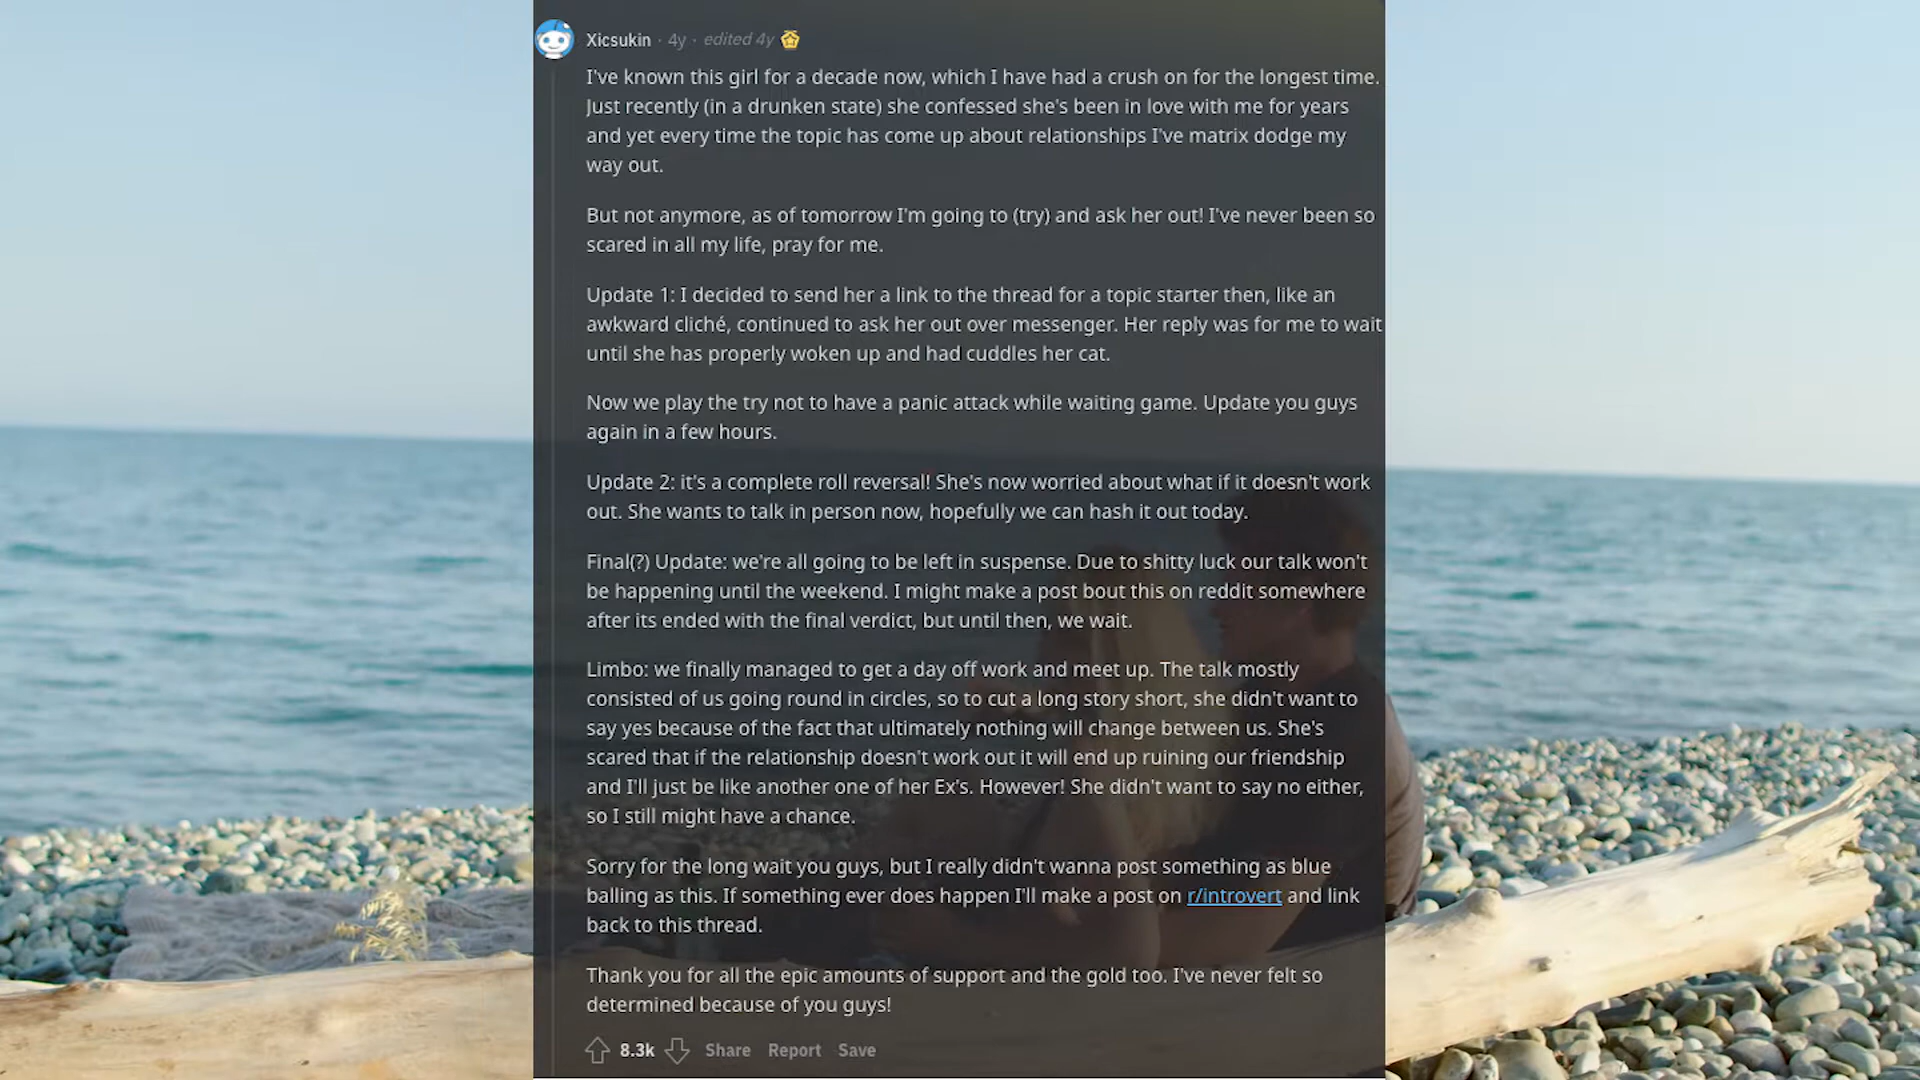 Xicsukin · 4y · edited 4y
I've known this girl for a decade now, which I have had a crush on for the longest time.
Just recently (in a drunken state) she confessed she's been in love with me for years
and yet every time the topic has come up about relationships I've matrix dodge my
way out.
But not anymore, as of tomorrow I'm going to (try) and ask her out! I've never been so
scared in all my life, pray for me.
Update 1: I decided to send her a link to the thread for a topic starter then, like an
awkward cliché, continued to ask her out over messenger. Her reply was for me to wait
until she has properly woken up and had cuddles her cat.
Now we play the try not to have a panic attack while waiting game. Update you guys
again in a few hours.
Update 2: it's a complete roll reversal! She's now worried about what if it doesn't work
out. She wants to talk in person now, hopefully we can hash it out today.
Final(?) Update: we're all going to be left in suspense. Due to shitty luck our talk won't
be happening until the weekend. I might make a post bout this on reddit somewhere
after its ended with the final verdict, but until then, we wait.
Limbo: we finally managed to get a day off work and meet up. The talk mostly
consisted of us going round in circles, so to cut a long story short, she didn't want to
say yes because of the fact that ultimately nothing will change between us. She's
scared that if the relationship doesn't work out it will end up ruining our friendship
and I'll just be like another one of her Ex's. However! She didn't want to say no either,
so I still might have a chance.
Sorry for the long wait you guys, but I really didn't wanna post something as blue
balling as this. If something ever does happen I'll make a post on r/introvert and link
back to this thread.
Thank you for all the epic amounts of support and the gold too. I've never felt so
determined because of you guys!
8.3k Share Report Save